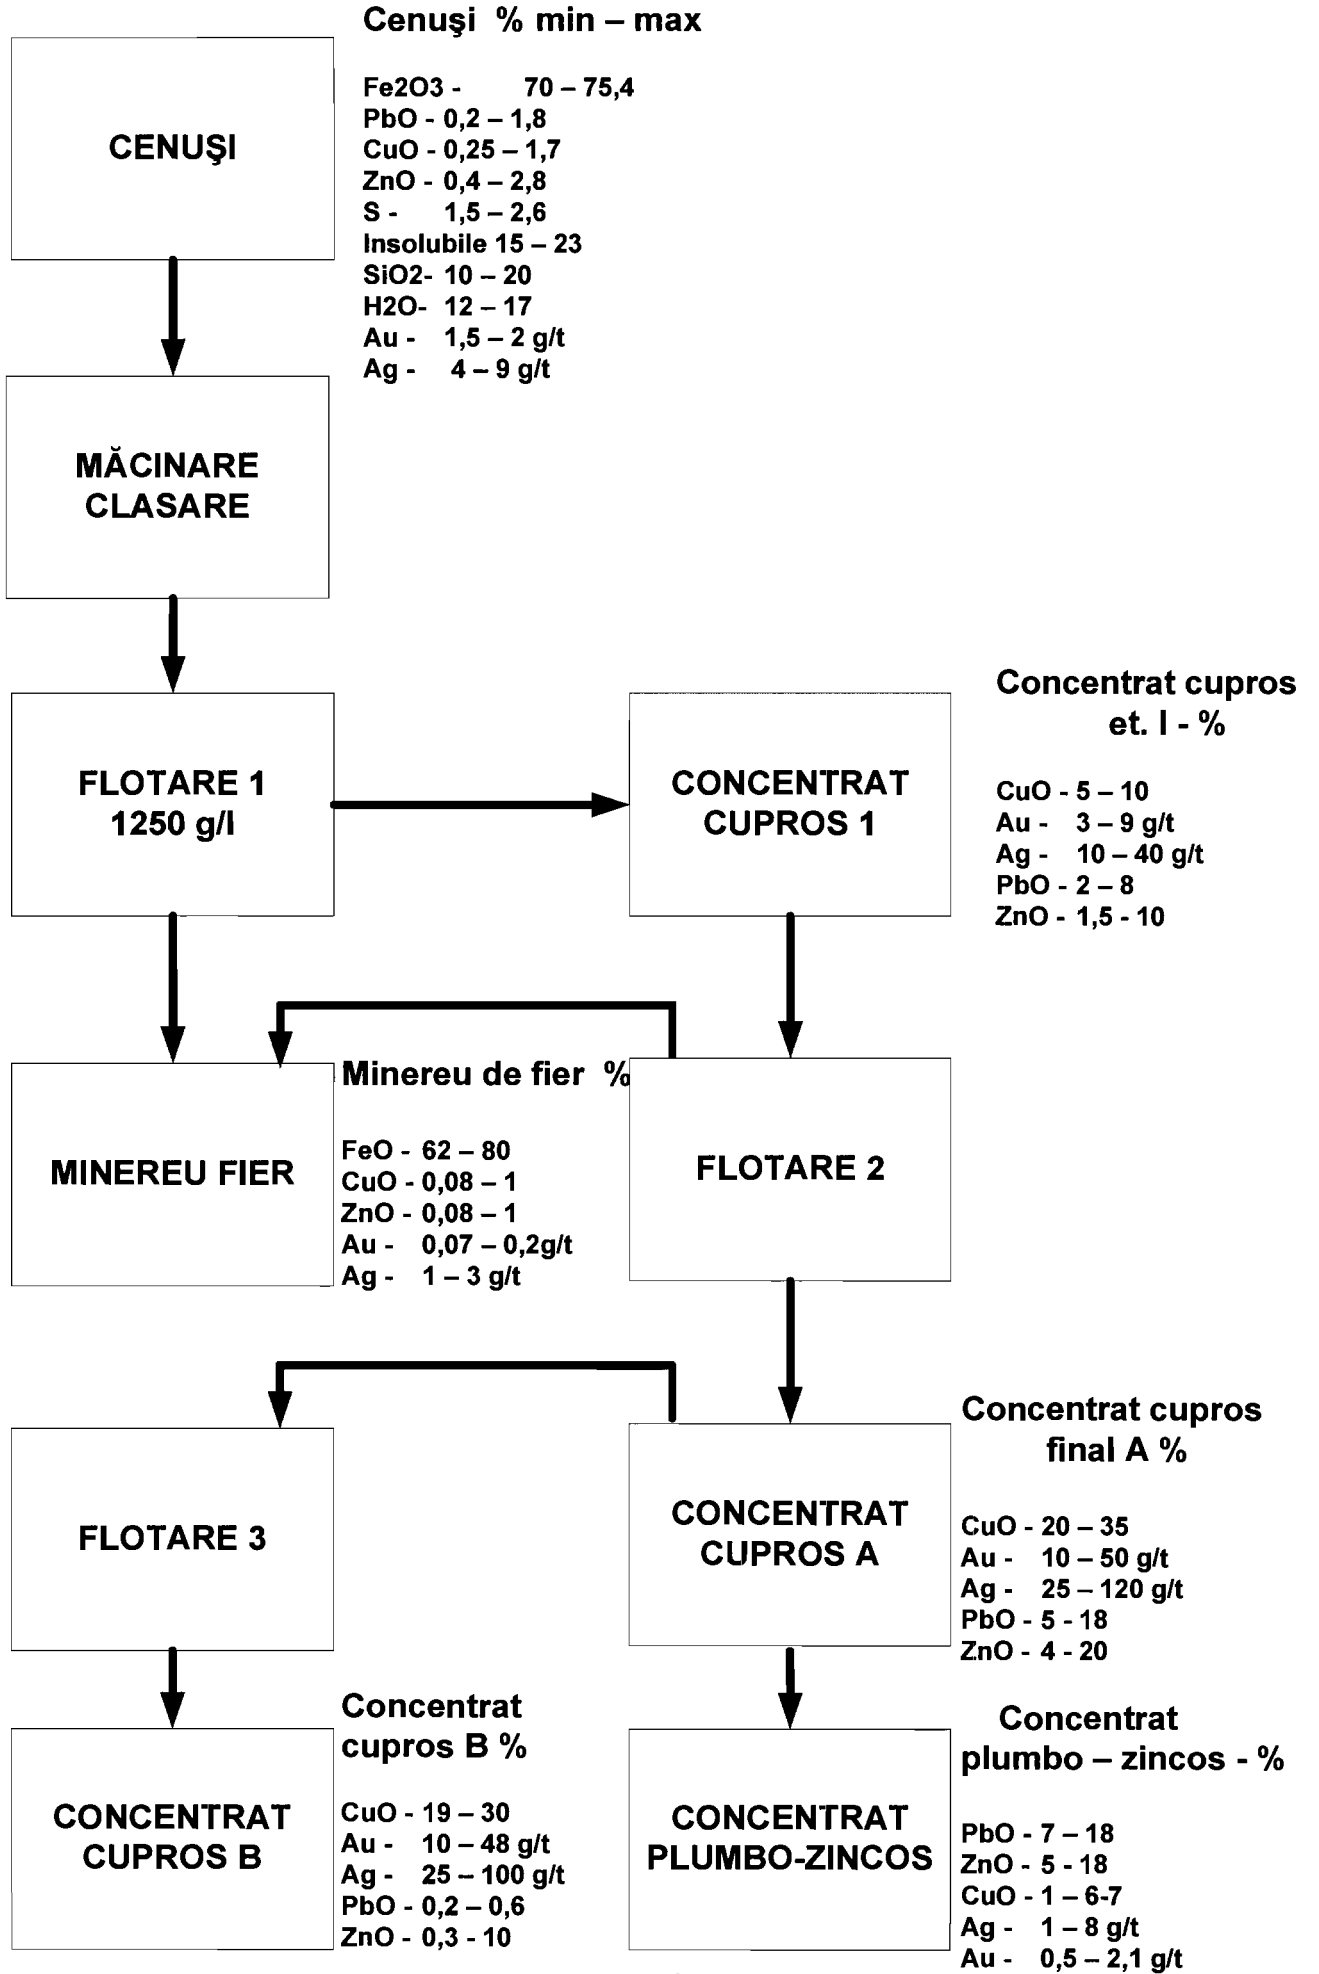 Cenuşi % min – max
Fe2O3 - 70 – 75,4
PbO - 0,2 – 1,8
CuO - 0,25 – 1,7
ZnO - 0,4 – 2,8
S - 1,5 – 2,6
Insolubile 15 – 23
SiO2- 10 – 20
H2O- 12 – 17
Au - 1,5 – 2 g/t
Ag - 4 – 9 g/t
CENUŞI
MĂCINARE
CLASARE
FLOTARE 1
1250 g/l
CONCENTRAT
CUPROS 1
Concentrat cupros
et. I - %
CuO - 5 – 10
Au - 3 – 9 g/t
Ag - 10 – 40 g/t
PbO - 2 – 8
ZnO - 1,5 - 10
MINEREU FIER
Minereu de fier %
FeO - 62 – 80
CuO - 0,08 – 1
ZnO - 0,08 – 1
Au - 0,07 – 0,2g/t
Ag - 1 – 3 g/t
FLOTARE 2
FLOTARE 3
CONCENTRAT
CUPROS A
Concentrat cupros
final A %
CuO - 20 – 35
Au - 10 – 50 g/t
Ag - 25 – 120 g/t
PbO - 5 - 18
ZnO - 4 - 20
CONCENTRAT
CUPROS B
Concentrat
cupros B %
CuO - 19 – 30
Au - 10 – 48 g/t
Ag - 25 – 100 g/t
PbO - 0,2 – 0,6
ZnO - 0,3 - 10
CONCENTRAT
PLUMBO-ZINCOS
Concentrat
plumbo – zincos - %
PbO - 7 – 18
ZnO - 5 - 18
CuO - 1 – 6-7
Ag - 1 – 8 g/t
Au - 0,5 – 2,1 g/t